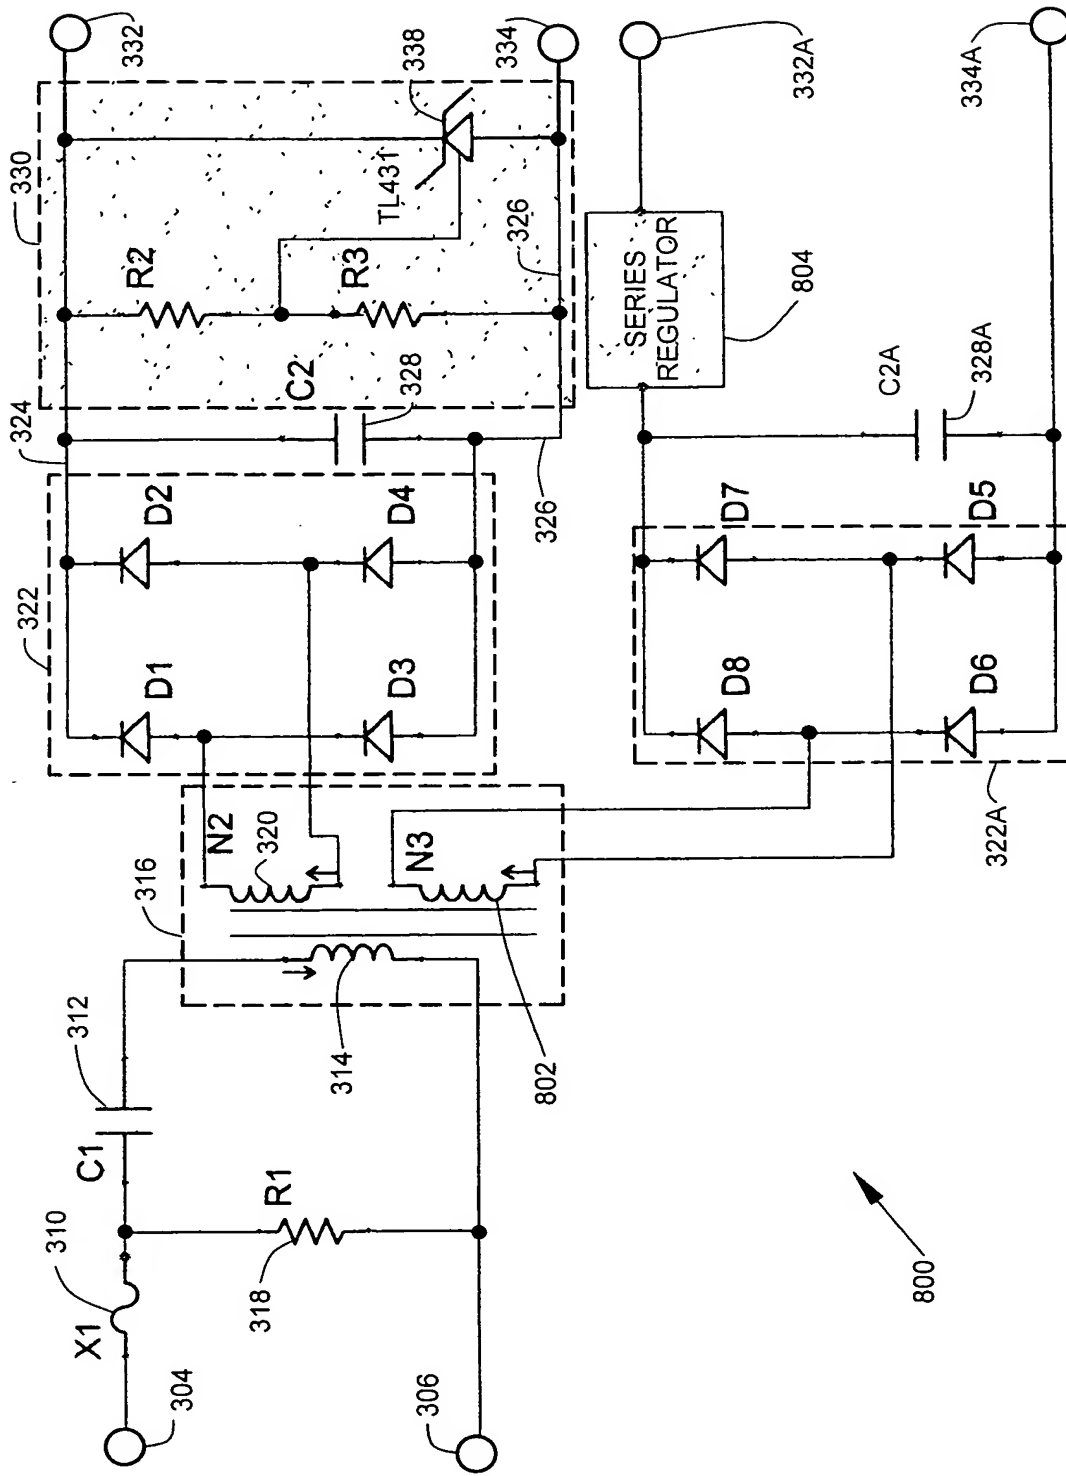 332
334
338
330
TL431
326
R2
R3
C2
328
324
326
D2
D4
322
D1
D3
N2
320
N3
316
312
314
802
C1
R1
310
318
X1
304
306
332A
334A
SERIES
REGULATOR
804
C2A
328A
D7
D5
D8
D6
322A
800